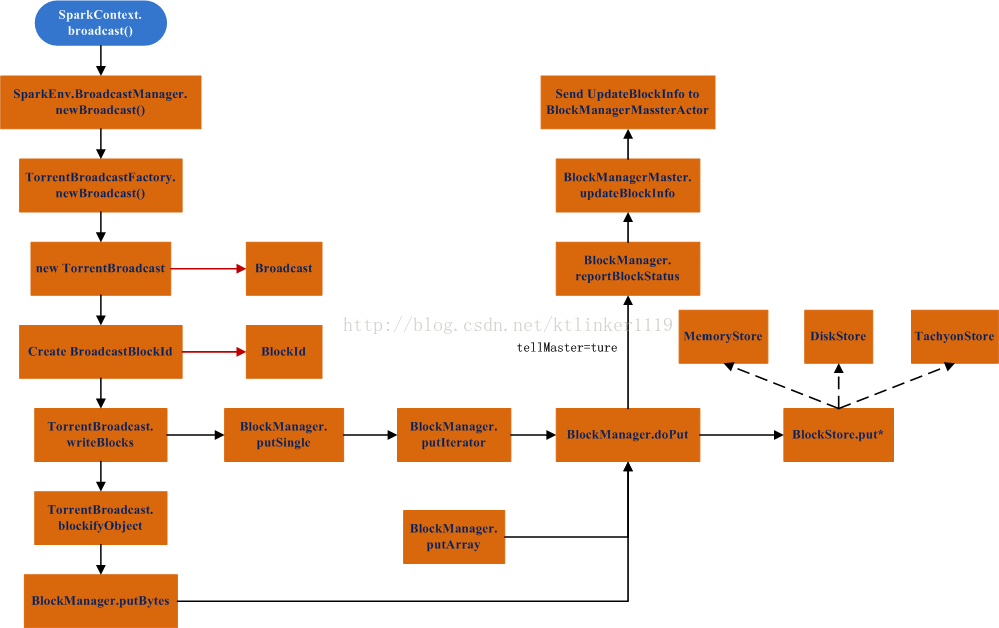 SparkContext.
broadcast()
SparkEnv.BroadcastManager.
newBroadcast()
TorrentBroadcastFactory.
newBroadcast()
new TorrentBroadcast
Broadcast
Create BroadcastBlockId
BlockId
TorrentBroadcast.
writeBlocks
BlockManager.
putSingle
BlockManager.
putIterator
BlockManager.doPut
BlockStore.put*
TorrentBroadcast.
blockifyObject
BlockManager.putBytes
BlockManager.
putArray
Send UpdateBlockInfo to
BlockManagerMassterActor
BlockManagerMaster.
updateBlockInfo
BlockManager.
reportBlockStatus
http://blog.csdn.net/ktlinker1119
tellMaster=ture
MemoryStore
DiskStore
TachyonStore